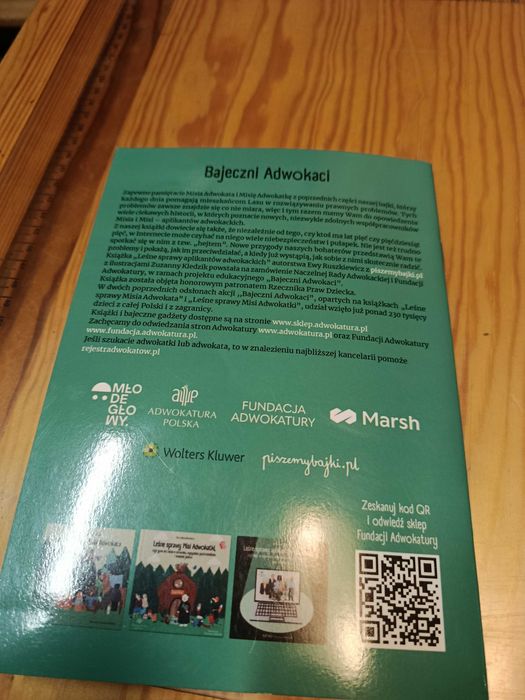 Bajeczni Adwokaci
Zapewne pamiętacie Misia Adwokata i Misię Adwokatkę z poprzednich części naszej bajki, którzy
każdego dnia pomagają mieszkańcom Lasu w rozwiązywaniu prawnych problemów. Tych
problemów zawsze znajdzie się co nie miara, więc i tym razem mamy Wam do opowiedzenia
wiele ciekawych historii, w których poznacie nowych, niezwykle zdolnych współpracowników
Misia i Misi – aplikantów adwokackich.
Z naszej książki dowiecie się także, że niezależnie od tego, czy ktoś ma lat pięć czy pięćdziesiąt
pięć, w Internecie może czyhać na niego wiele niebezpieczeństw i pułapek. Nie jest też trudno
spotkać się w nim z tzw. „hejtem”. Nowe przygody naszych bohaterów przedstawią Wam te
problemy i pokażą, jak im przeciwdziałać, a kiedy już wystąpią, jak sobie z nimi skutecznie radzić.
Książka „Leśne sprawy aplikantów adwokackich” autorstwa Ewy Ruszkiewicz z piszemybajki.pl
z ilustracjami Zuzanny Kiedzik powstała na zamówienie Naczelnej Rady Adwokackiej i Fundacji
Adwokatury, w ramach projektu edukacyjnego „Bajeczni Adwokaci”.
Książka została objęta honorowym patronatem Rzecznika Praw Dziecka.
W dwóch poprzednich odsłonach akcji „Bajeczni Adwokaci”, opartych na książkach „Leśne
sprawy Misia Adwokata” i „Leśne sprawy Misi Adwokatki”, udział wzięło już ponad 230 tysięcy
dzieci z całej Polski i z zagranicy.
Książki i bajeczne gadżety dostępne są na stronie www.sklep.adwokatura.pl
Zachęcamy do odwiedzania stron Adwokatury www.adwokatura.pl oraz Fundacji Adwokatury
www.fundacja.adwokatura.pl.
Jeśli szukacie adwokatki lub adwokata, to w znalezieniu najbliższej kancelarii pomoże
rejestradwokatow.pl
MŁO
DE
GŁO
WY.
ADWOKATURA
POLSKA
FUNDACJA
ADWOKATURY
Marsh
Wolters Kluwer
piszemybajki.pl
Zeskanuj kod QR
i odwiedź sklep
Fundacji Adwokatury
Adwokata
Leśne sprawy Misi Adwokatki,
Leśne sprawy